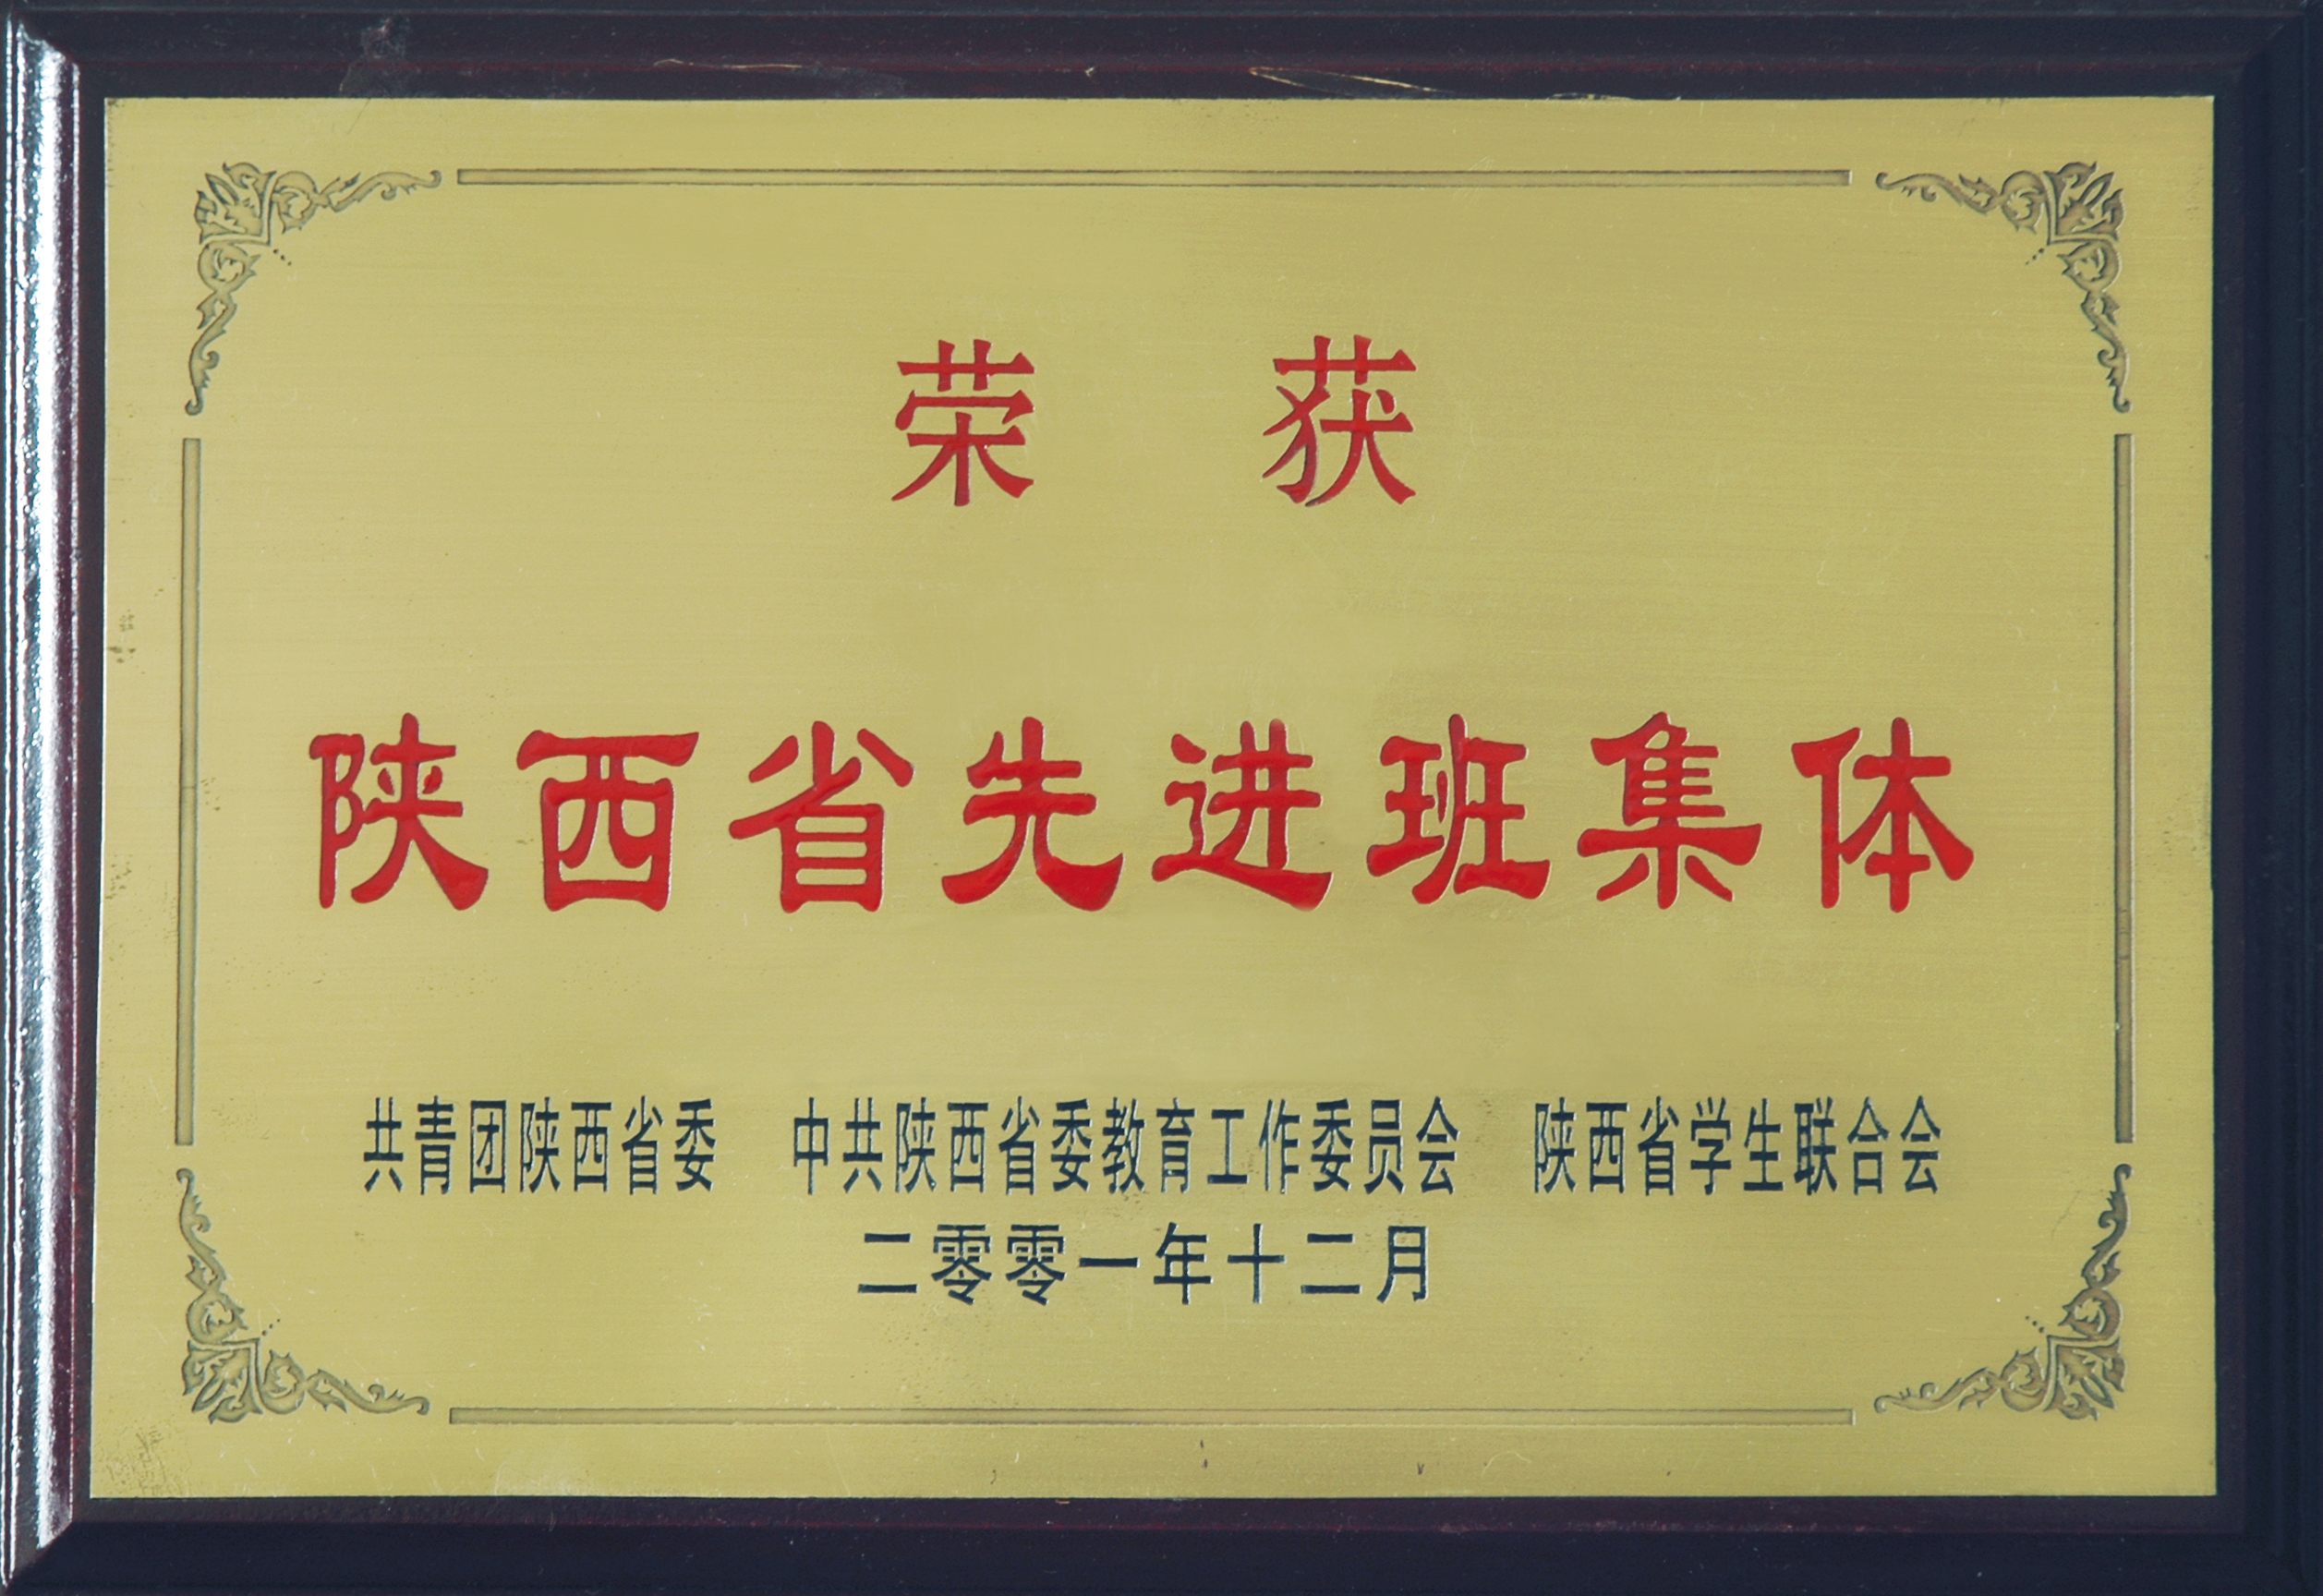 荣 获
陕西省先进班集体
共青团陕西省委 中共陕西省委教育工作委员会 陕西省学生联合会
二零零一年十二月